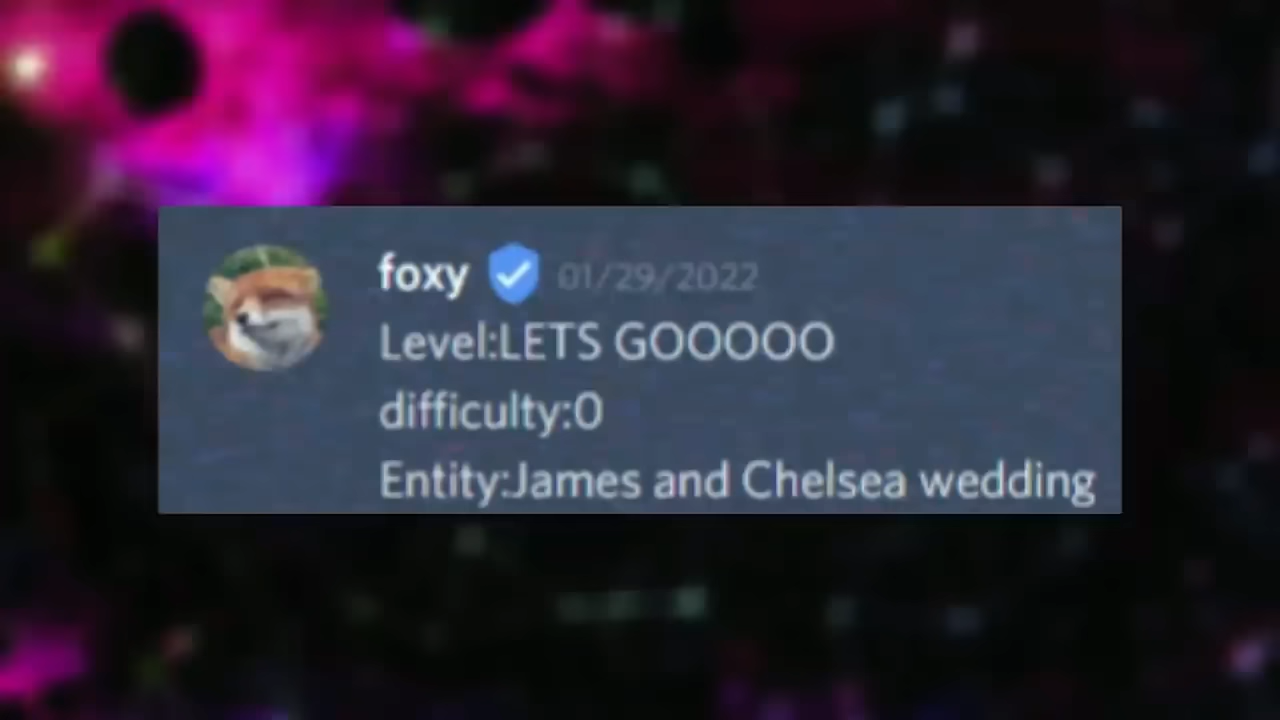 foxy 01/29/2022
Level:LETS GOOOOO
difficulty:0
Entity:James and Chelsea wedding